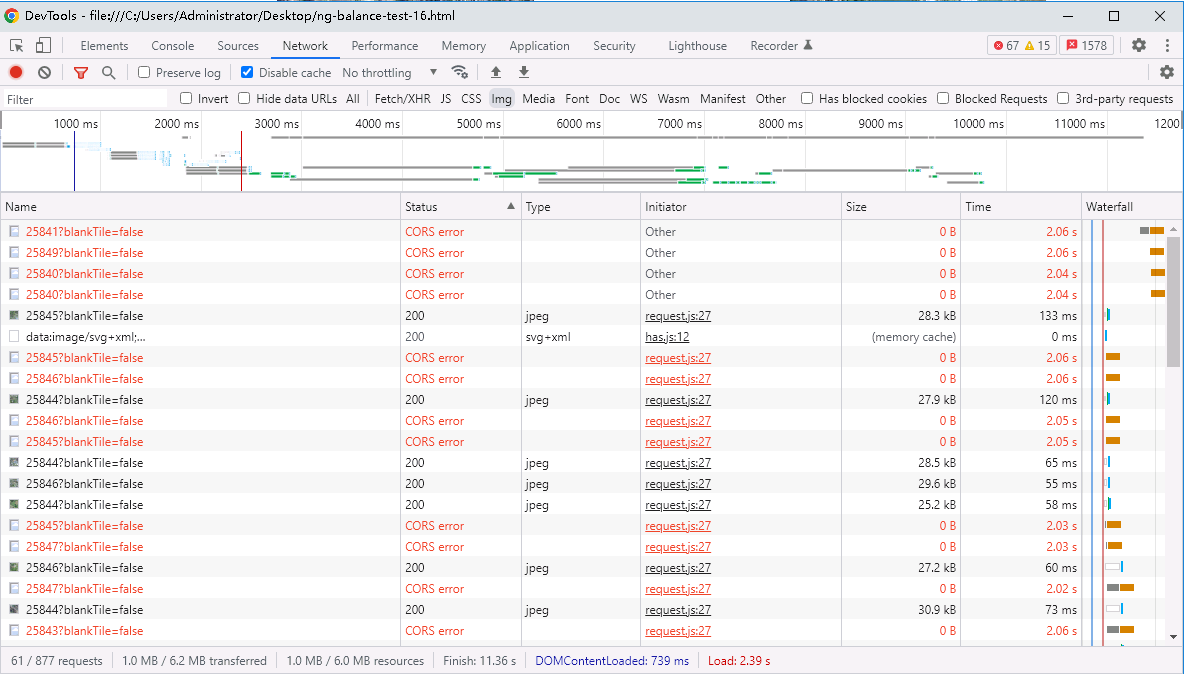 DevTools - file:///C:/Users/Administrator/Desktop/ng-balance-test-16.html
Elements Console Sources Network Performance Memory Application Security Lighthouse Recorder 67 15 1578
Preserve log Disable cache No throttling
Filter Invert Hide data URLs All Fetch/XHR JS CSS Img Media Font Doc WS Wasm Manifest Other Has blocked cookies Blocked Requests 3rd-party requests
1000 ms 2000 ms 3000 ms 4000 ms 5000 ms 6000 ms 7000 ms 8000 ms 9000 ms 10000 ms 11000 ms 1200
Name Status Type Initiator Size Time Waterfall
25841?blankTile=false CORS error Other 0 B 2.06 s
25849?blankTile=false CORS error Other 0 B 2.06 s
25840?blankTile=false CORS error Other 0 B 2.04 s
25840?blankTile=false CORS error Other 0 B 2.04 s
25845?blankTile=false 200 jpeg request.js:27 28.3 kB 133 ms
data:image/svg+xml;... 200 svg+xml has.js:12 (memory cache) 0 ms
25845?blankTile=false CORS error request.js:27 0 B 2.06 s
25846?blankTile=false CORS error request.js:27 0 B 2.06 s
25844?blankTile=false 200 jpeg request.js:27 27.9 kB 120 ms
25846?blankTile=false CORS error request.js:27 0 B 2.05 s
25845?blankTile=false CORS error request.js:27 0 B 2.05 s
25844?blankTile=false 200 jpeg request.js:27 28.5 kB 65 ms
25846?blankTile=false 200 jpeg request.js:27 29.6 kB 55 ms
25844?blankTile=false 200 jpeg request.js:27 25.2 kB 58 ms
25845?blankTile=false CORS error request.js:27 0 B 2.03 s
25847?blankTile=false CORS error request.js:27 0 B 2.03 s
25846?blankTile=false 200 jpeg request.js:27 27.2 kB 60 ms
25847?blankTile=false CORS error request.js:27 0 B 2.02 s
25844?blankTile=false 200 jpeg request.js:27 30.9 kB 73 ms
25843?blankTile=false CORS error request.js:27 0 B 2.06 s
61 / 877 requests 1.0 MB / 6.2 MB transferred 1.0 MB / 6.0 MB resources Finish: 11.36 s DOMContentLoaded: 739 ms Load: 2.39 s